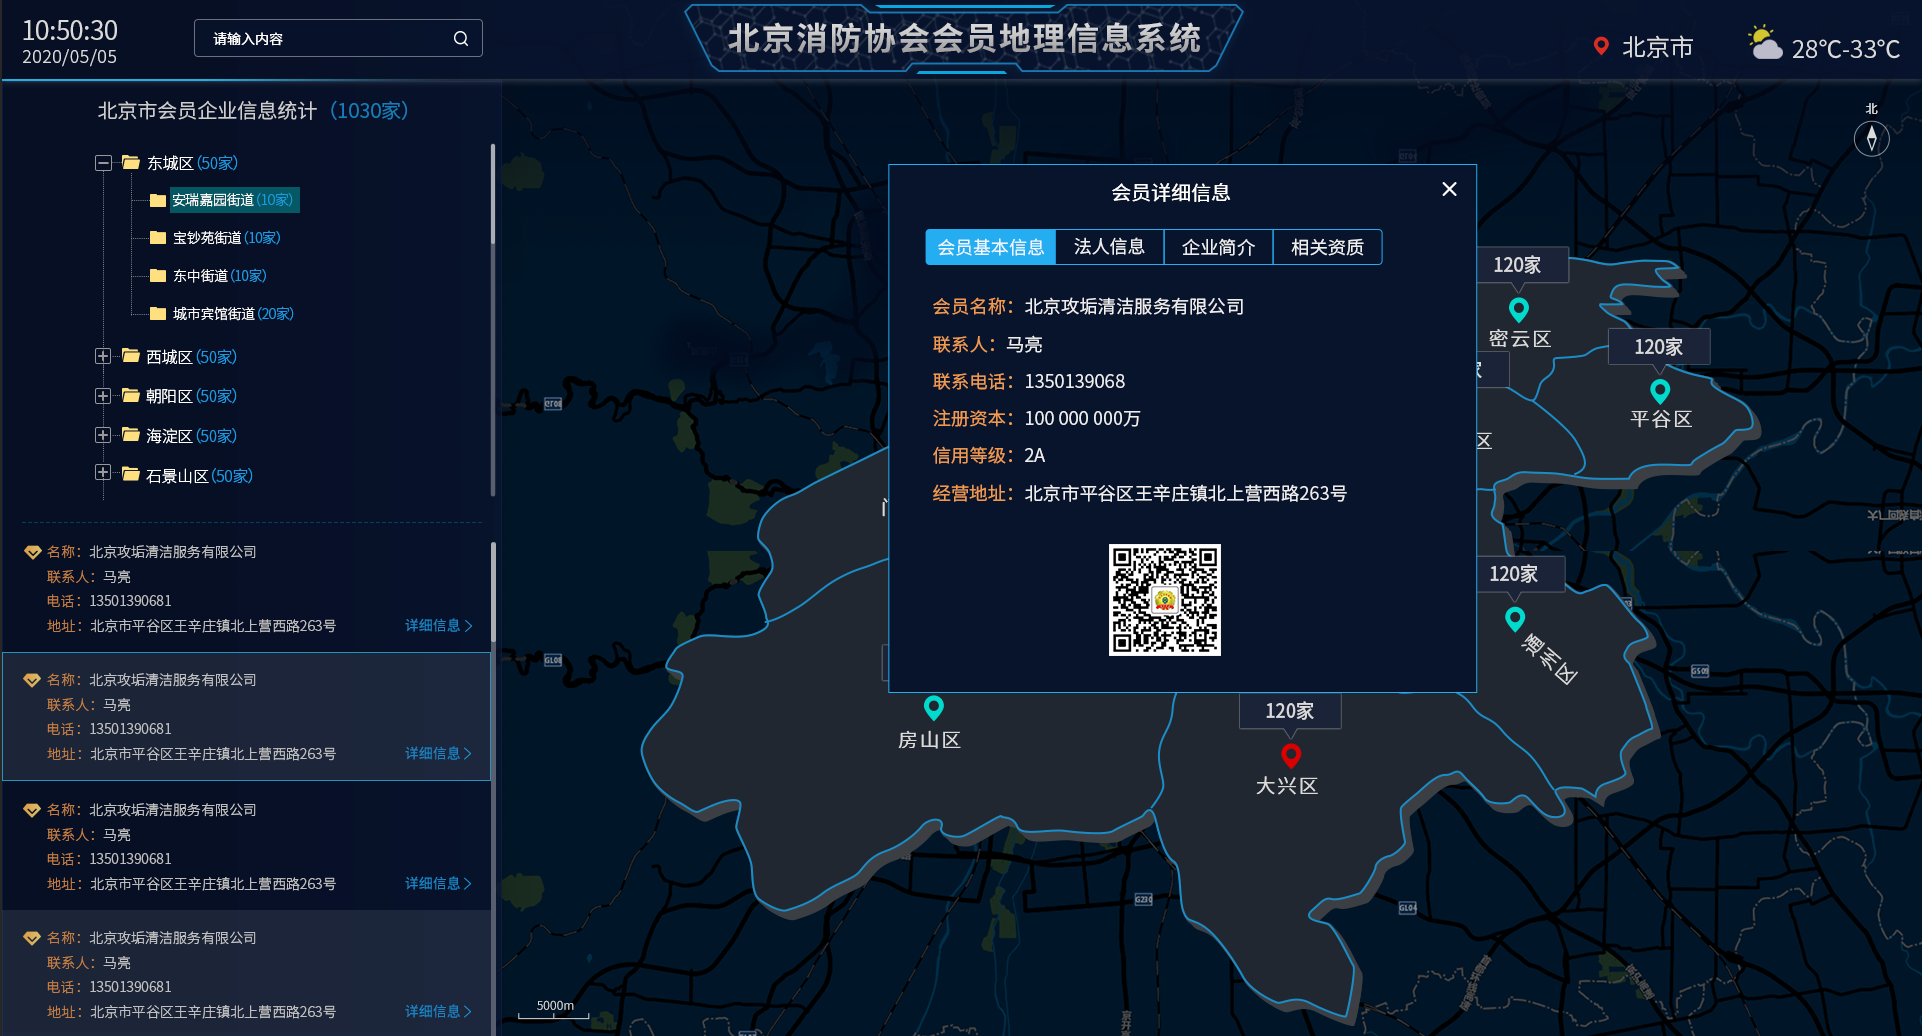 10:50:30
2020/05/05
请输入内容
北京消防协会会员地理信息系统
北京市
28℃-33℃
北京市会员企业信息统计（1030家）
东城区(50家)
安瑞嘉园街道(10家)
宝钞苑街道(10家)
东中街道(10家)
城市宾馆街道(20家)
西城区(50家)
朝阳区(50家)
海淀区(50家)
石景山区(50家)
名称：北京攻垢清洁服务有限公司
联系人：马亮
电话：13501390681
地址：北京市平谷区王辛庄镇北上营西路263号
详细信息
名称：北京攻垢清洁服务有限公司
联系人：马亮
电话：13501390681
地址：北京市平谷区王辛庄镇北上营西路263号
详细信息
名称：北京攻垢清洁服务有限公司
联系人：马亮
电话：13501390681
地址：北京市平谷区王辛庄镇北上营西路263号
详细信息
名称：北京攻垢清洁服务有限公司
联系人：马亮
电话：13501390681
地址：北京市平谷区王辛庄镇北上营西路263号
详细信息
北
会员详细信息
会员基本信息
法人信息
企业简介
相关资质
会员名称：北京攻垢清洁服务有限公司
联系人：马亮
联系电话：1350139068
注册资本：100 000 000万
信用等级：2A
经营地址：北京市平谷区王辛庄镇北上营西路263号
120家
密云区
120家
平谷区
区
120家
通州区
房山区
120家
大兴区
G230
GL04
GL08
5000m